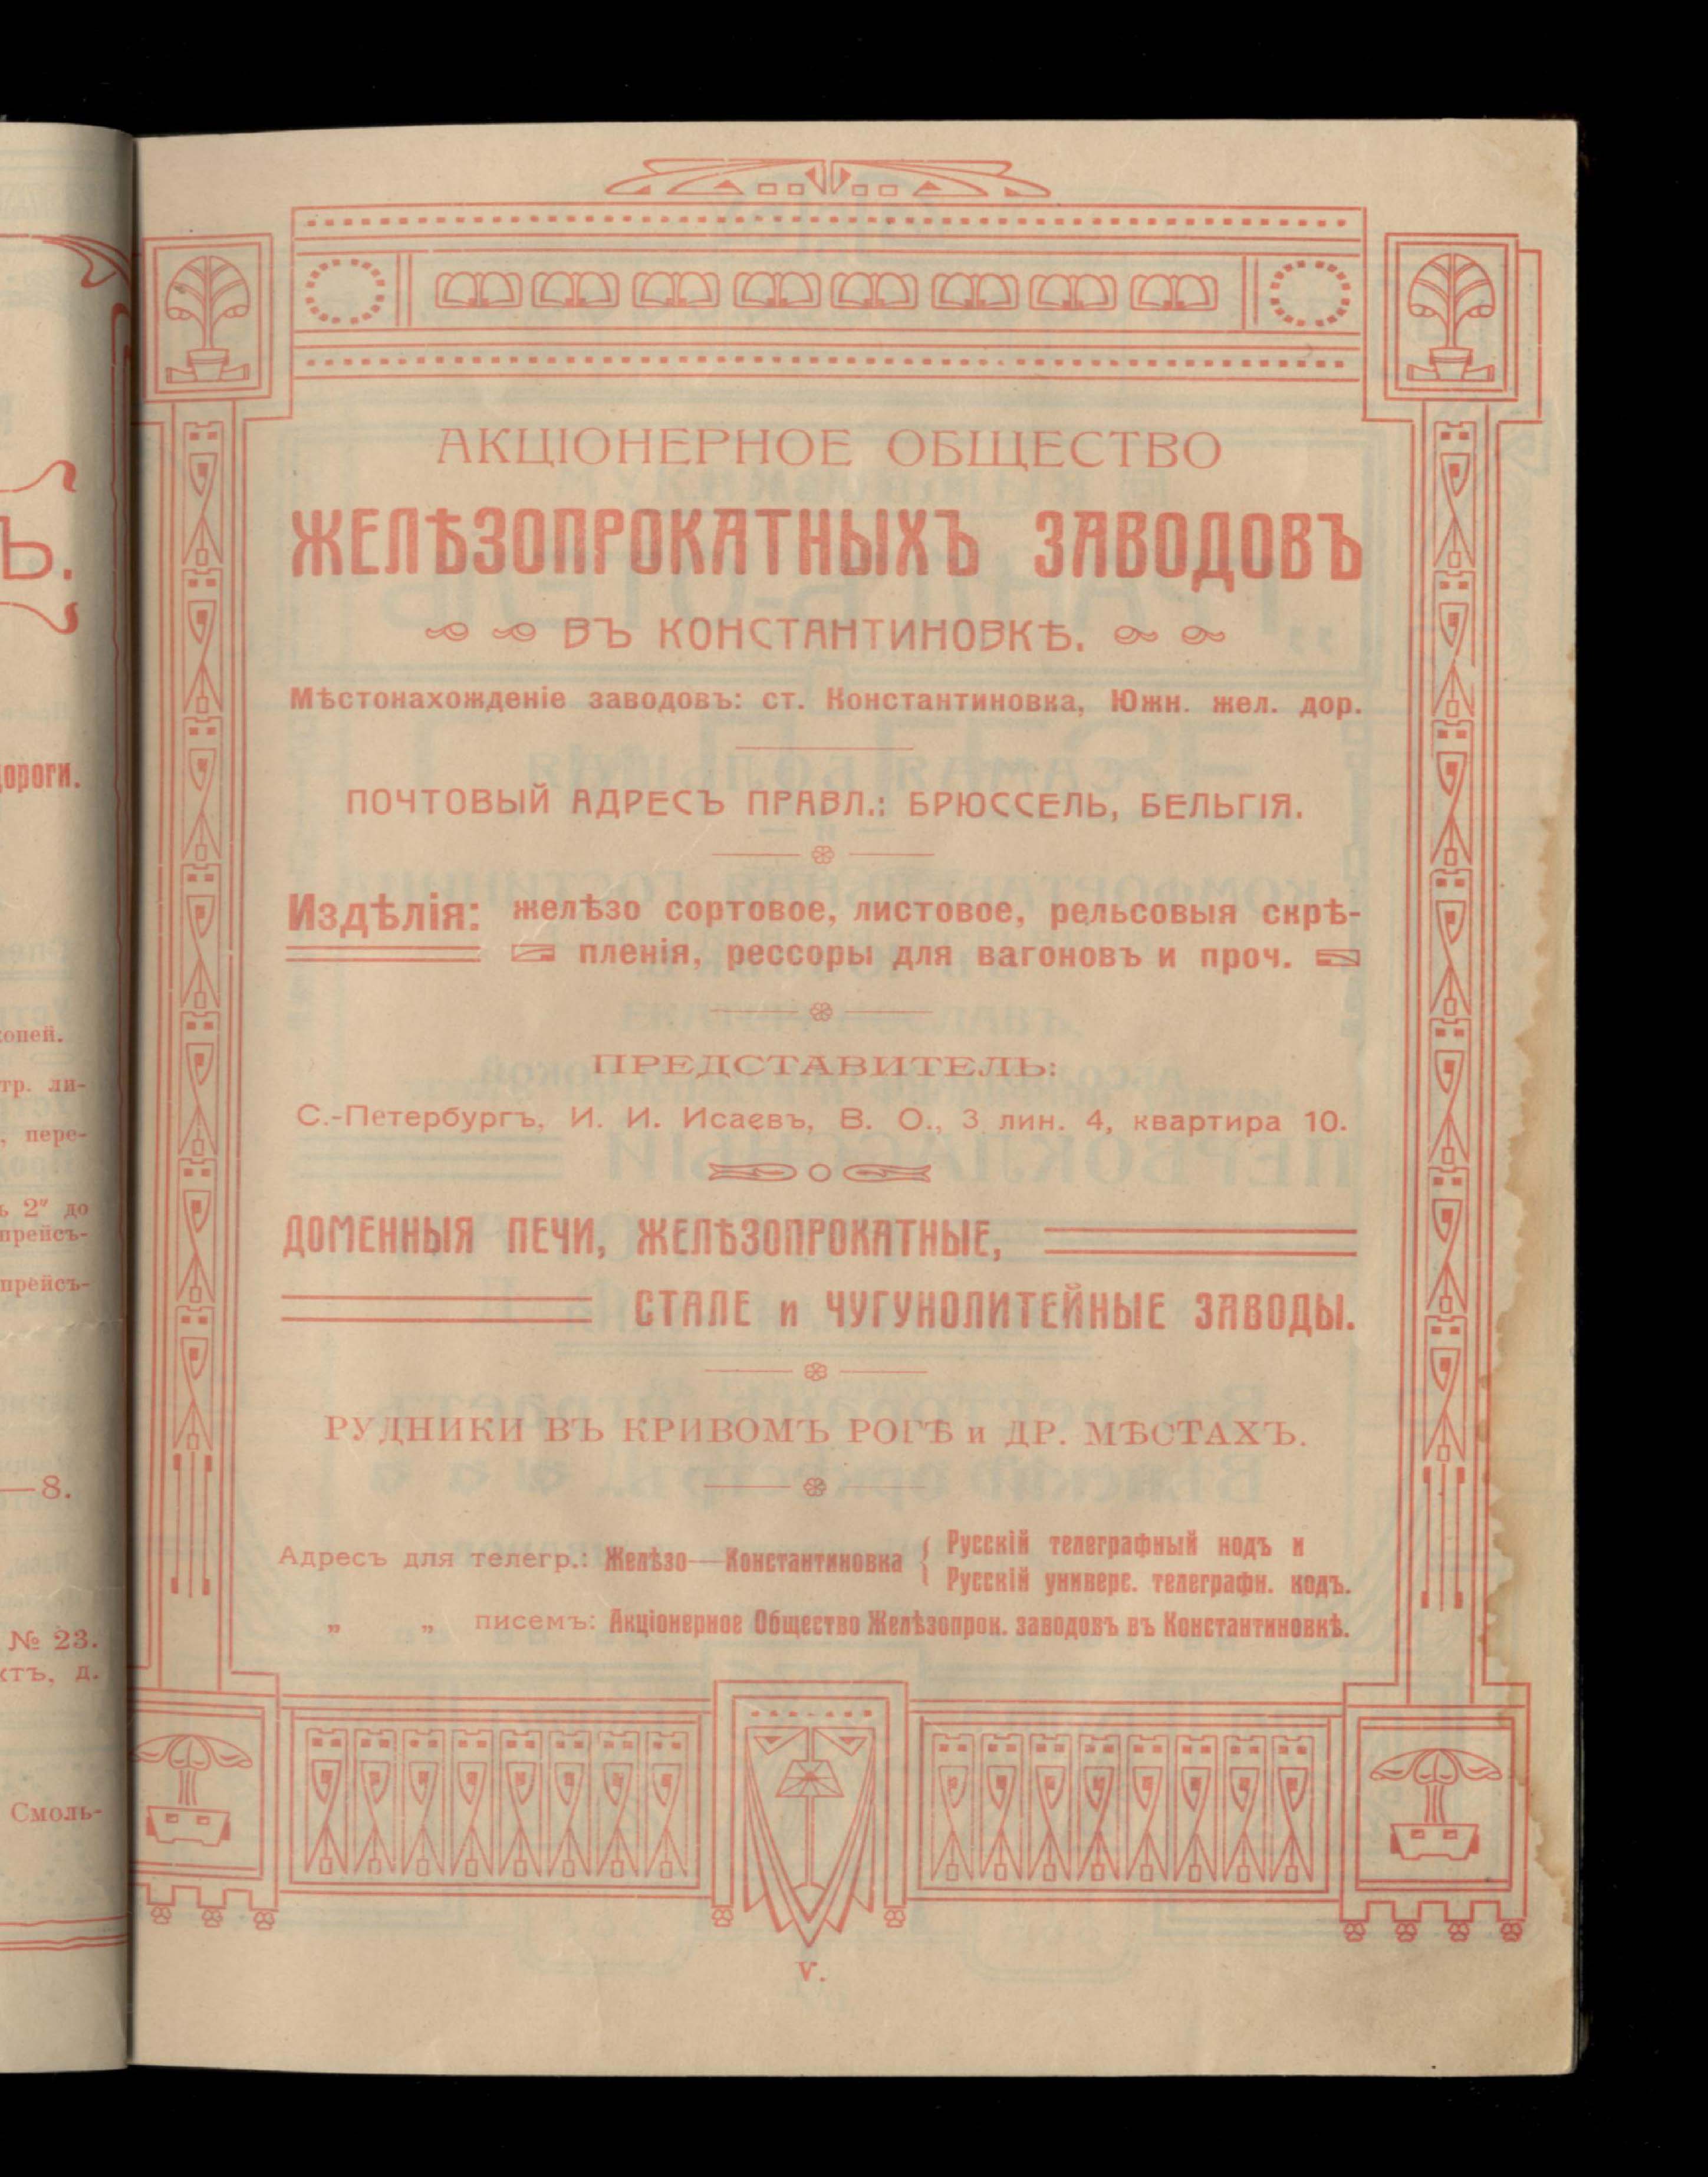 АКЦІОНЕРНОЕ ОБЩЕСТВО
ЖЕЛѢЗОПРОКАТНЫХЪ ЗАВОДОВЪ
ВЪ КОНСТАНТИНОВКѢ.
Мѣстонахожденіе заводовъ: ст. Константиновка, Южн. жел. дор.
ПОЧТОВЫЙ АДРЕСЪ ПРАВЛ.: БРЮССЕЛЬ, БЕЛЬГІЯ.
Издѣлія: желѣзо сортовое, листовое, рельсовыя скрѣ-
пленія, рессоры для вагоновъ и проч.
ПРЕДСТАВИТЕЛЬ:
С.-Петербургъ, И. И. Исаевъ, В. О., 3 лин. 4, квартира 10.
ДОМЕННЫЯ ПЕЧИ, ЖЕЛѢЗОПРОКАТНЫЕ,
СТАЛЕ и ЧУГУНОЛИТЕЙНЫЕ ЗАВОДЫ.
РУДНИКИ ВЪ КРИВОМЪ РОГѢ и ДР. МѢСТАХЪ.
Адресъ для телегр.: Желѣзо—Константиновка { Русскій телеграфный кодъ и
Русскій универс. телеграфн. кодъ.
„ „ писемъ: Акціонерное Общество Желѣзопрок. заводовъ въ Константиновкѣ.
V.
Ь.
дороги.
копей.
тр. ли-
, пере-
ъ 2" до
прейсъ-
прейсъ-
—8.
№ 23.
ктъ, д.
Смоль-